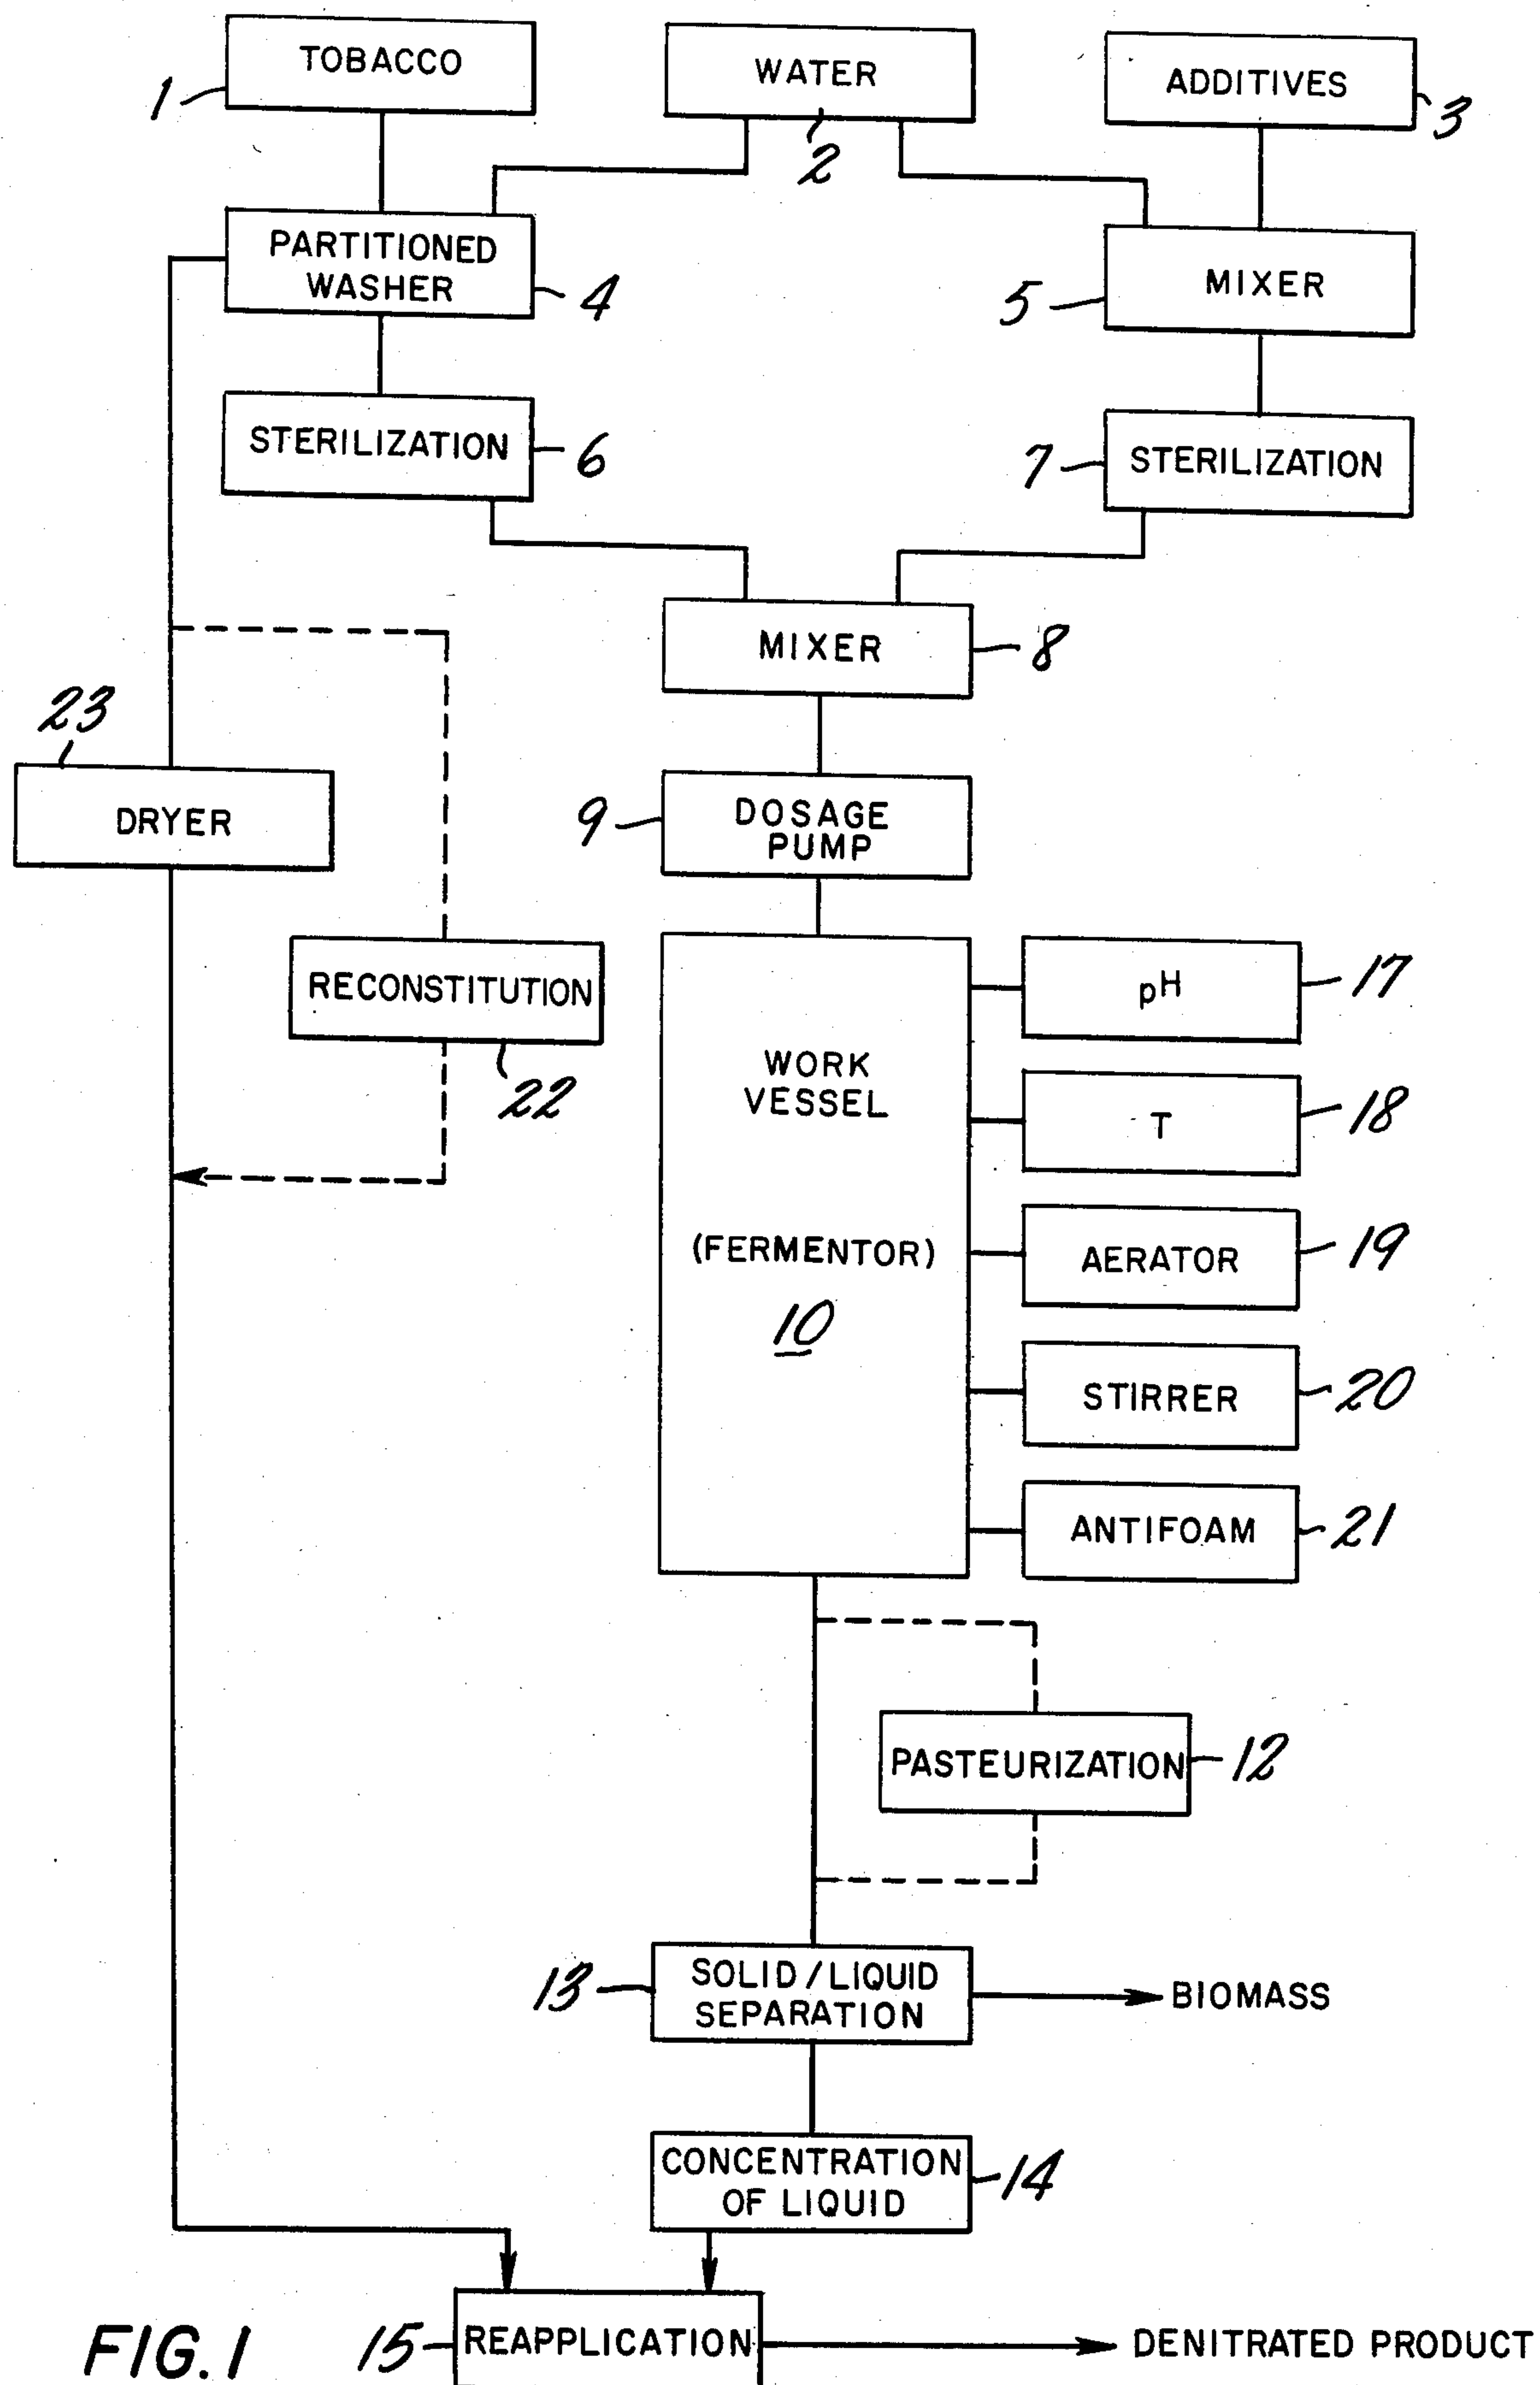 TOBACCO
1
WATER
2
ADDITIVES
3
PARTITIONED
WASHER
4
MIXER
5
STERILIZATION
6
STERILIZATION
7
MIXER
8
23
DRYER
DOSAGE
PUMP
9
RECONSTITUTION
22
WORK
VESSEL
(FERMENTOR)
10
pH
17
T
18
AERATOR
19
STIRRER
20
ANTIFOAM
21
PASTEURIZATION
12
SOLID/LIQUID
SEPARATION
13
BIOMASS
CONCENTRATION
OF LIQUID
14
REAPPLICATION
15
DENITRATED PRODUCT
FIG. 1